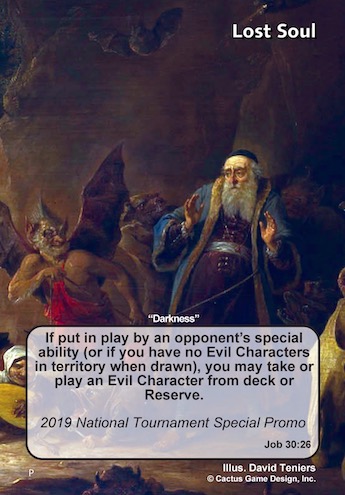 Lost Soul
“Darkness”
If put in play by an opponent’s special
ability (or if you have no Evil Characters
in territory when drawn), you may take or
play an Evil Character from deck or
Reserve.
2019 National Tournament Special Promo
Job 30:26
P
Illus. David Teniers
© Cactus Game Design, Inc.